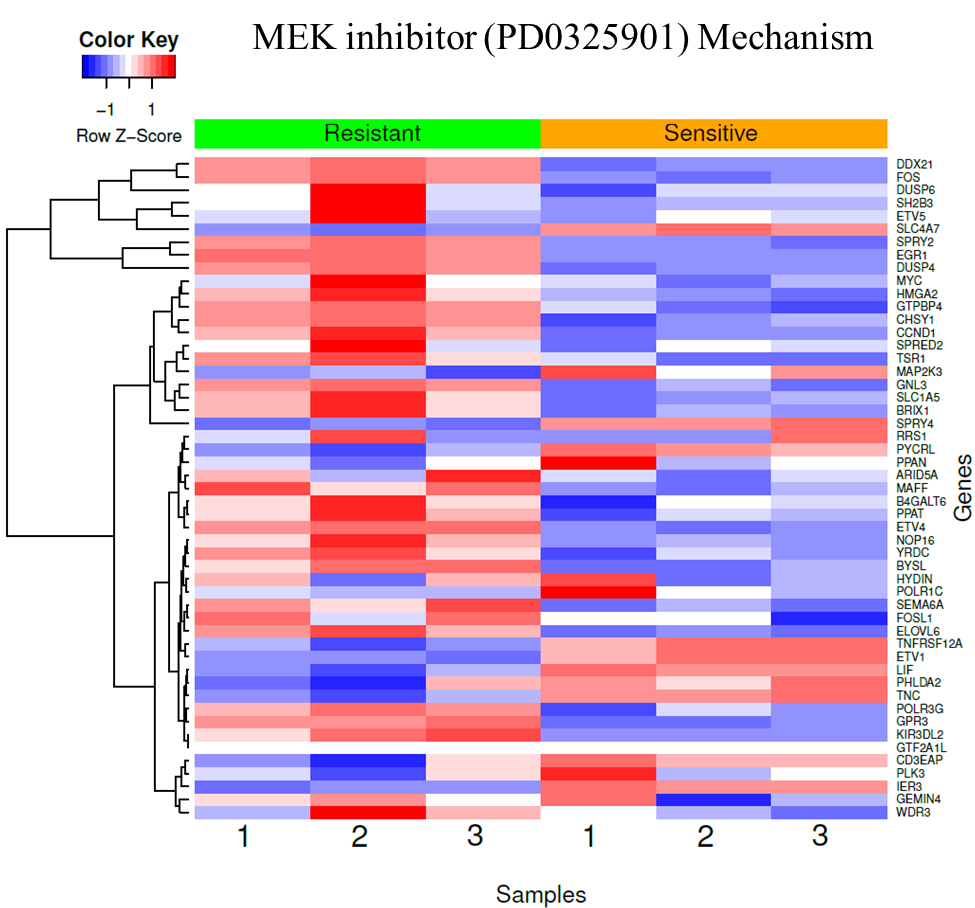 MEK inhibitor (PD0325901) Mechanism
Color Key
−1 1
Row Z−Score
Resistant Sensitive
DDX21
FOS
DUSP6
SH2B3
ETV5
SLC4A7
SPRY2
EGR1
DUSP4
MYC
HMGA2
GTPBP4
CHSY1
CCND1
SPRED2
TSR1
MAP2K3
GNL3
SLC1A5
BRIX1
SPRY4
RRS1
PYCRL
PPAN
ARID5A
MAFF
B4GALT6
PPAT
ETV4
NOP16
YRDC
BYSL
HYDIN
POLR1C
SEMA6A
FOSL1
ELOVL6
TNFRSF12A
ETV1
LIF
PHLDA2
TNC
POLR3G
GPR3
KIR3DL2
GTF2A1L
CD3EAP
PLK3
IER3
GEMIN4
WDR3
Genes
1 2 3 1 2 3
Samples